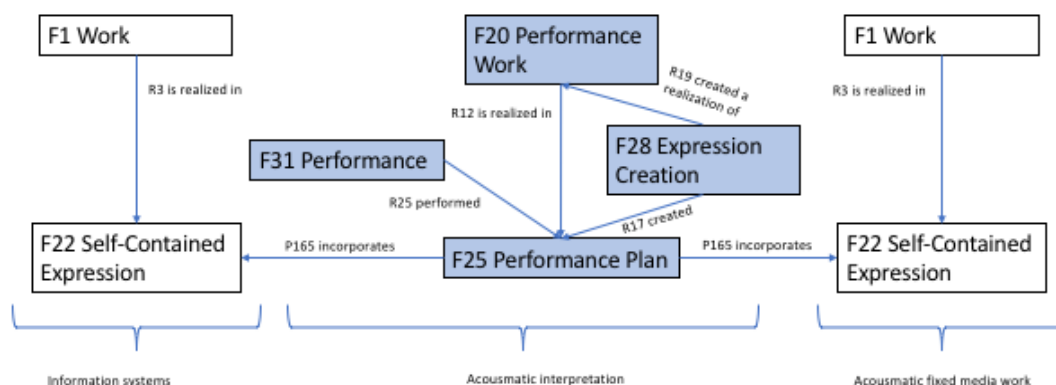 F1 Work
F20 Performance
Work
F1 Work
R3 is realized in
R19 created a
realization of
R3 is realized in
R12 is realized in
F31 Performance
F28 Expression
Creation
R25 performed
R17 created
F22 Self-Contained
Expression
P165 incorporates
F25 Performance Plan
P165 incorporates
F22 Self-Contained
Expression
Information systems
Acousmatic interpretation
Acousmatic fixed media work